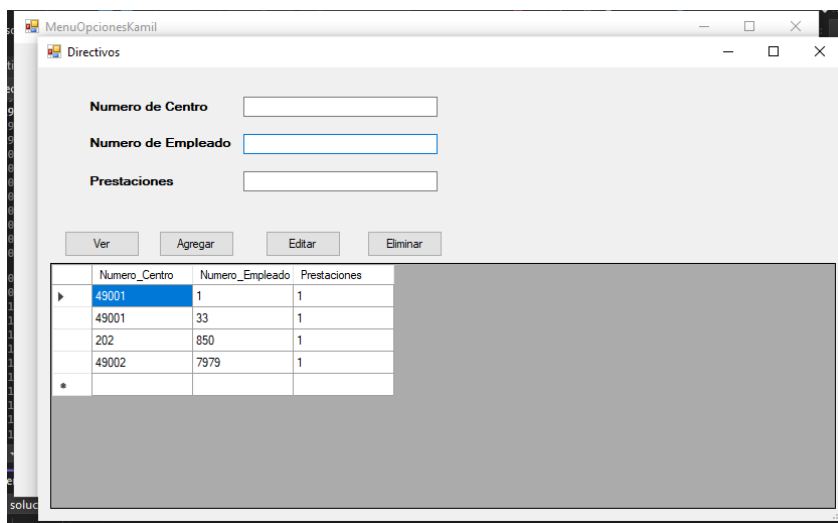 MenuOpcionesKamil
Directivos
Numero de Centro
Numero de Empleado
Prestaciones
Ver Agregar Editar Eliminar
Numero_Centro Numero_Empleado Prestaciones
49001 1 1
49001 33 1
202 850 1
49002 7979 1
soluc